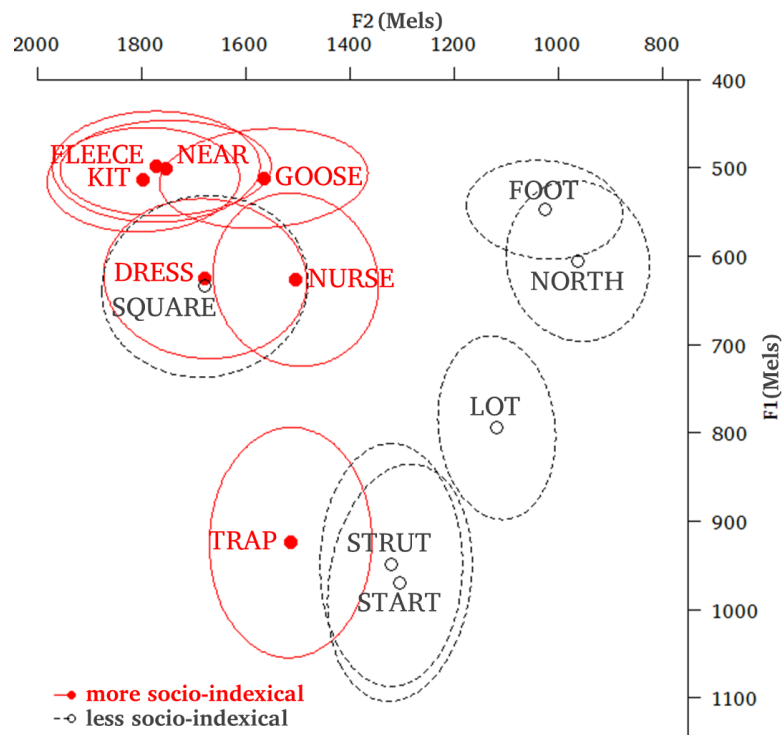 F2 (Mels)
2000 1800 1600 1400 1200 1000 800
400
FLEECE NEAR
500
KIT GOOSE
FOOT
600
DRESS NURSE NORTH
SQUARE
700
F1(Mels)
LOT
800
900
TRAP STRUT
START
1000
more socio-indexical
1100
less socio-indexical